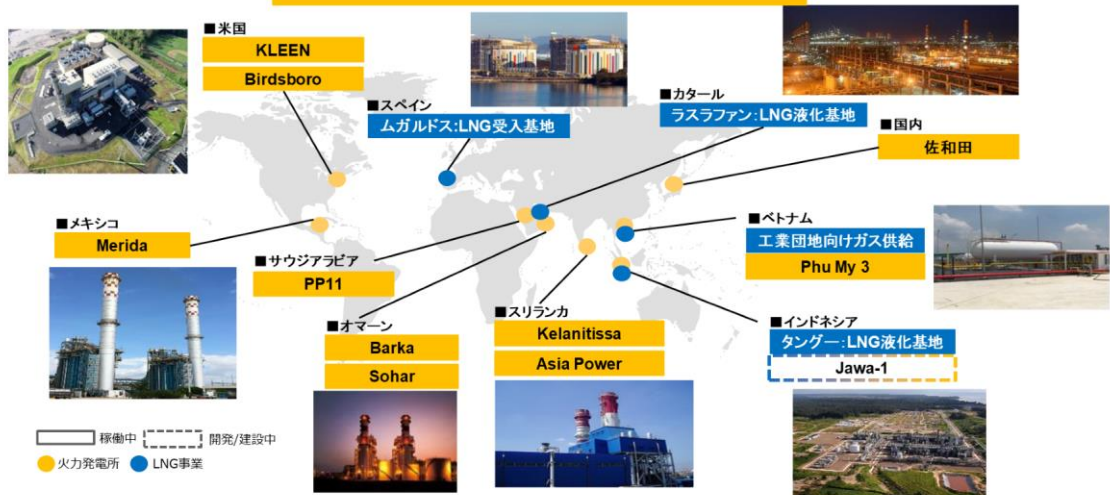 ■米国
KLEEN
Birdsboro
■スペイン
ムガルドス:LNG受入基地
■カタール
ラスラファン:LNG液化基地
■国内
佐和田
■メキシコ
Merida
■サウジアラビア
PP11
■オマーン
Barka
Sohar
■スリランカ
Kelanitissa
Asia Power
■ベトナム
工業団地向けガス供給
Phu My 3
■インドネシア
タングー:LNG液化基地
Jawa-1
稼働中
開発/建設中
火力発電所
LNG事業